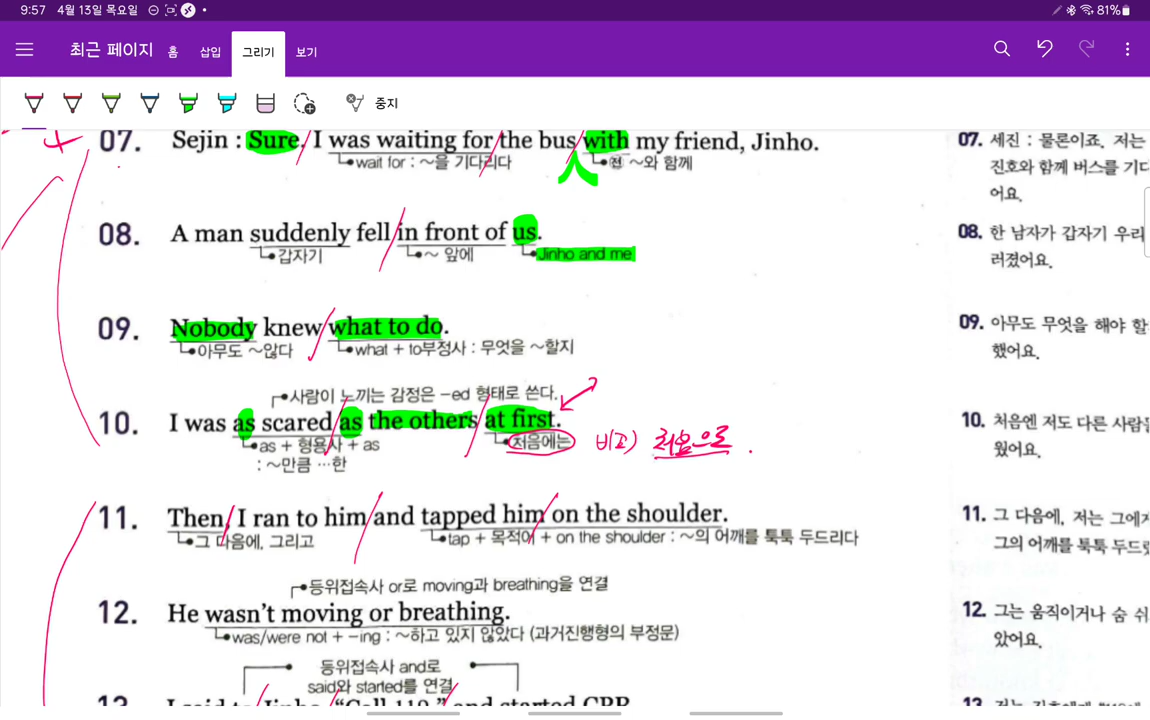 9:57 4월 13일 목요일 81%
최근 페이지 홈 삽입 그리기 보기
중지
07. Sejin : Sure. I was waiting for the bus with my friend, Jinho.
wait for : ~을 기다리다 전 ~와 함께
07. 세진 : 물론이죠. 저는
진호와 함께 버스를 기다
어요.
08. A man suddenly fell in front of us.
갑자기 ~ 앞에 Jinho and me
08. 한 남자가 갑자기 우리
러졌어요.
09. Nobody knew what to do.
아무도 ~않다 what + to부정사 : 무엇을 ~할지
09. 아무도 무엇을 해야 할
했어요.
사람이 느끼는 감정은 -ed 형태로 쓴다.
10. I was as scared as the others at first.
as + 형용사 + as 처음에는 비교) 처음으로.
: ~만큼 …한
10. 처음엔 저도 다른 사람들
웠어요.
11. Then, I ran to him and tapped him on the shoulder.
그 다음에, 그리고 tap + 목적어 + on the shoulder : ~의 어깨를 툭툭 두드리다
11. 그 다음에, 저는 그에게
그의 어깨를 툭툭 두드렸
등위접속사 or로 moving과 breathing을 연결
12. He wasn't moving or breathing.
was/were not + -ing : ~하고 있지 않았다 (과거진행형의 부정문)
12. 그는 움직이거나 숨 쉬
았어요.
등위접속사 and로
said와 started를 연결
13. I said to Jinho, "Call 119," and started CPR.